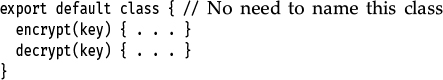 export default class { // No need to name this class
  encrypt(key) { . . . }
  decrypt(key) { . . . }
}